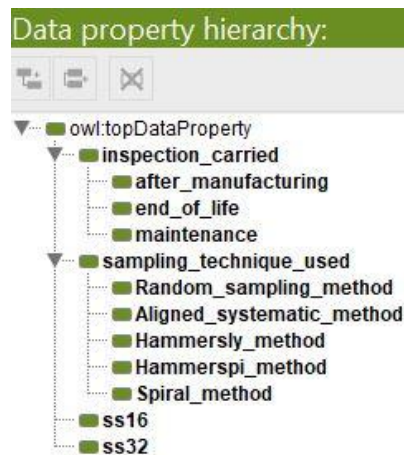 Data property hierarchy:
owl:topDataProperty
inspection_carried
after_manufacturing
end_of_life
maintenance
sampling_technique_used
Random_sampling_method
Aligned_systematic_method
Hammersly_method
Hammerspi_method
Spiral_method
ss16
ss32